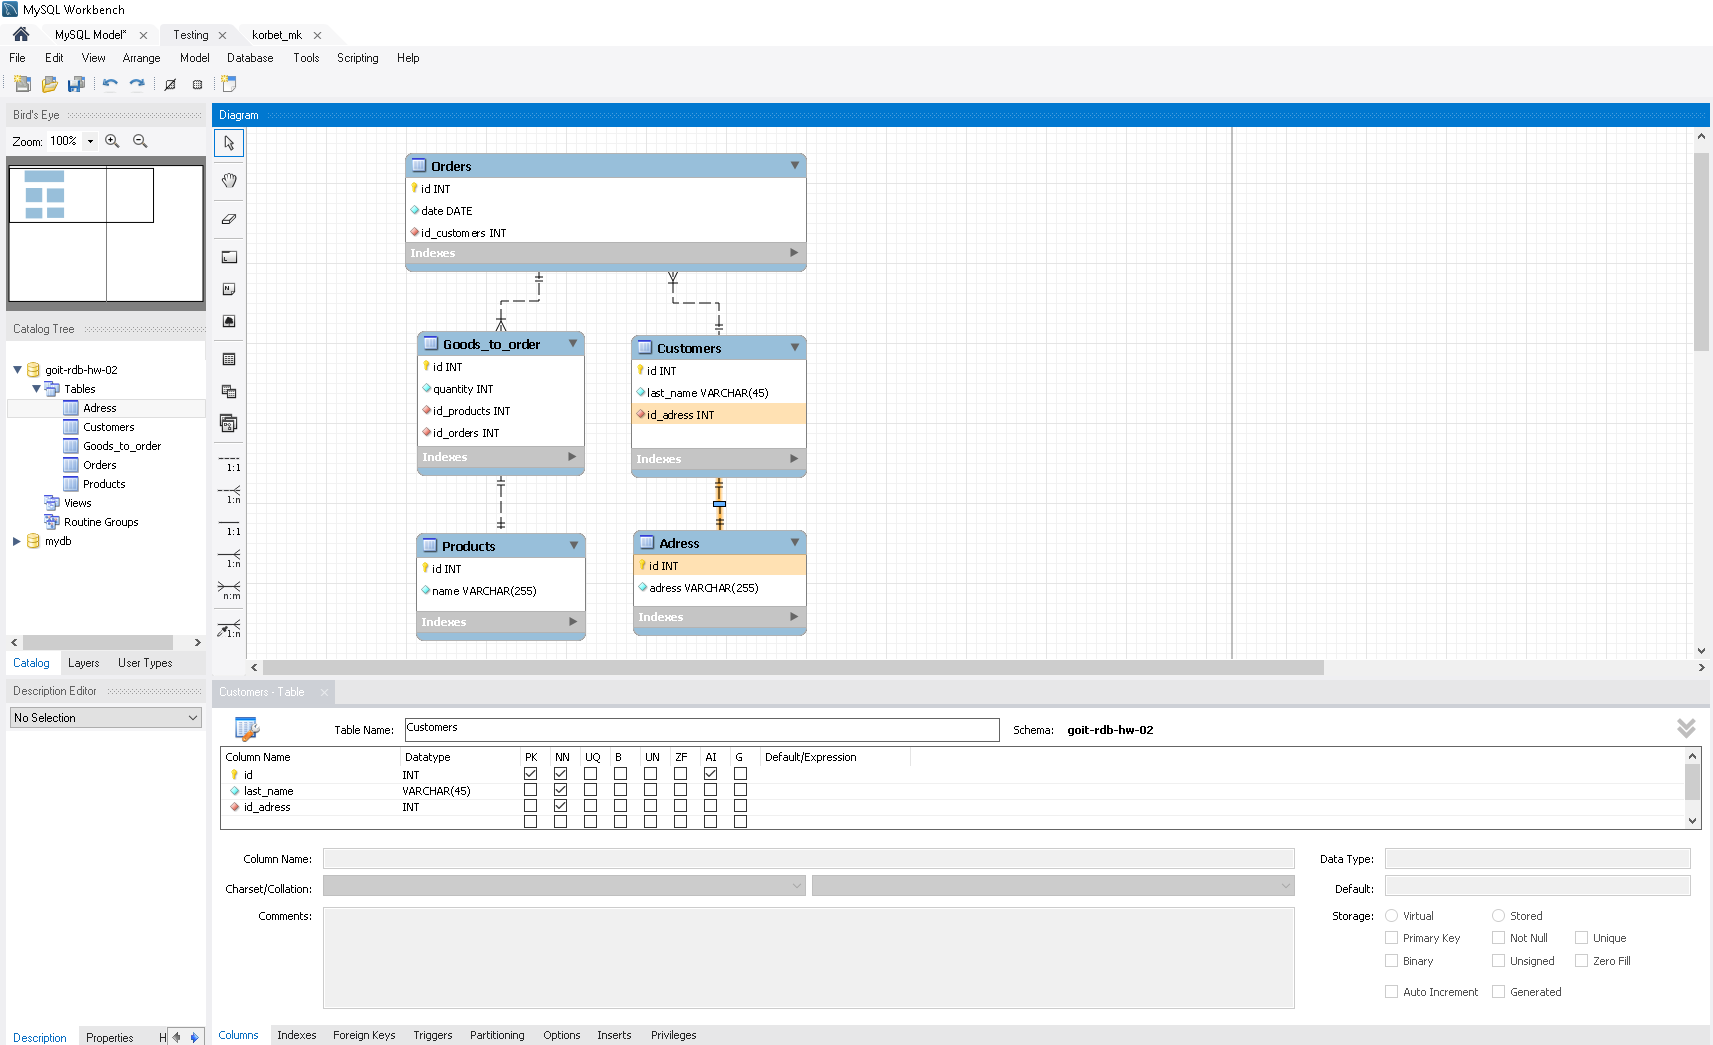 MySQL Workbench
MySQL Model* Testing korbet_mk
File Edit View Arrange Model Database Tools Scripting Help
Bird's Eye
Zoom: 100%
Diagram
Orders
id INT
date DATE
id_customers INT
Indexes
Goods_to_order
id INT
quantity INT
id_products INT
id_orders INT
Indexes
Customers
id INT
last_name VARCHAR(45)
id_adress INT
Indexes
Products
id INT
name VARCHAR(255)
Indexes
Adress
id INT
adress VARCHAR(255)
Indexes
1:1
1:n
1:1
1:n
n:m
1:n
Catalog Tree
goit-rdb-hw-02
Tables
Adress
Customers
Goods_to_order
Orders
Products
Views
Routine Groups
mydb
Catalog Layers User Types
Description Editor
No Selection
Description Properties H
Customers - Table
Table Name: Customers Schema: goit-rdb-hw-02
Column Name Datatype PK NN UQ B UN ZF AI G Default/Expression
id INT
last_name VARCHAR(45)
id_adress INT
Column Name: Data Type:
Charset/Collation: Default:
Comments: Storage: Virtual Stored
Primary Key Not Null Unique
Binary Unsigned Zero Fill
Auto Increment Generated
Columns Indexes Foreign Keys Triggers Partitioning Options Inserts Privileges